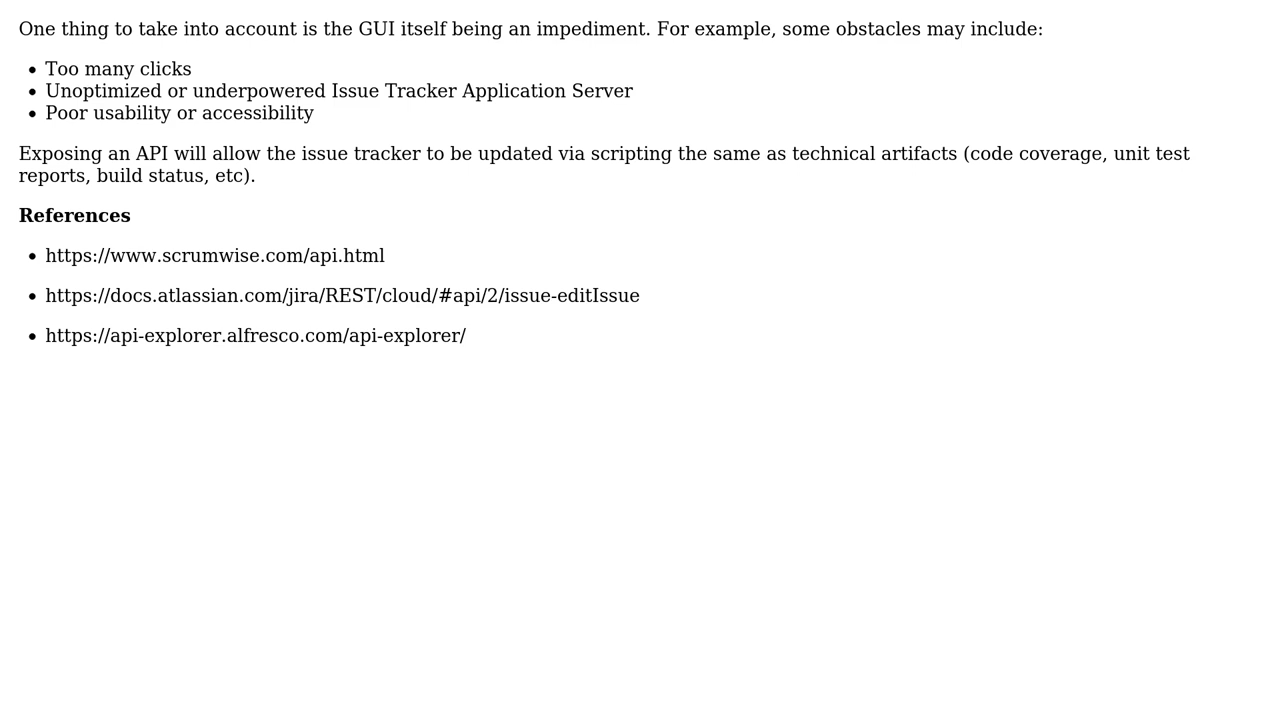 One thing to take into account is the GUI itself being an impediment. For example, some obstacles may include:
• Too many clicks
• Unoptimized or underpowered Issue Tracker Application Server
• Poor usability or accessibility
Exposing an API will allow the issue tracker to be updated via scripting the same as technical artifacts (code coverage, unit test
reports, build status, etc).
References
• https://www.scrumwise.com/api.html
• https://docs.atlassian.com/jira/REST/cloud/#api/2/issue-editIssue
• https://api-explorer.alfresco.com/api-explorer/